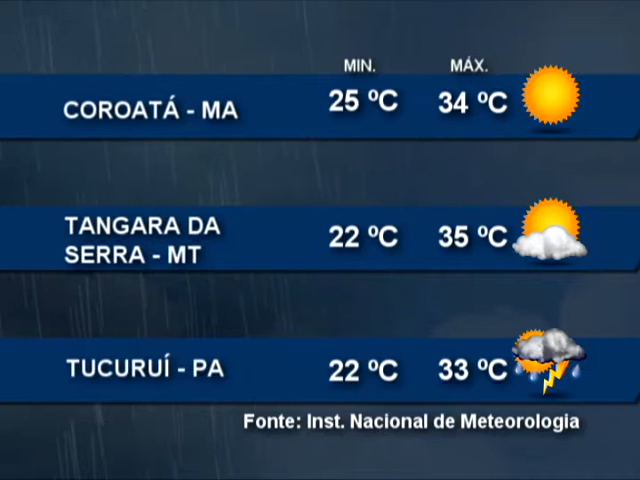 MIN. MÁX.
COROATÁ - MA 25 ºC 34 ºC
TANGARA DA
SERRA - MT 22 ºC 35 ºC
TUCURUÍ - PA 22 ºC 33 ºC
Fonte: Inst. Nacional de Meteorologia